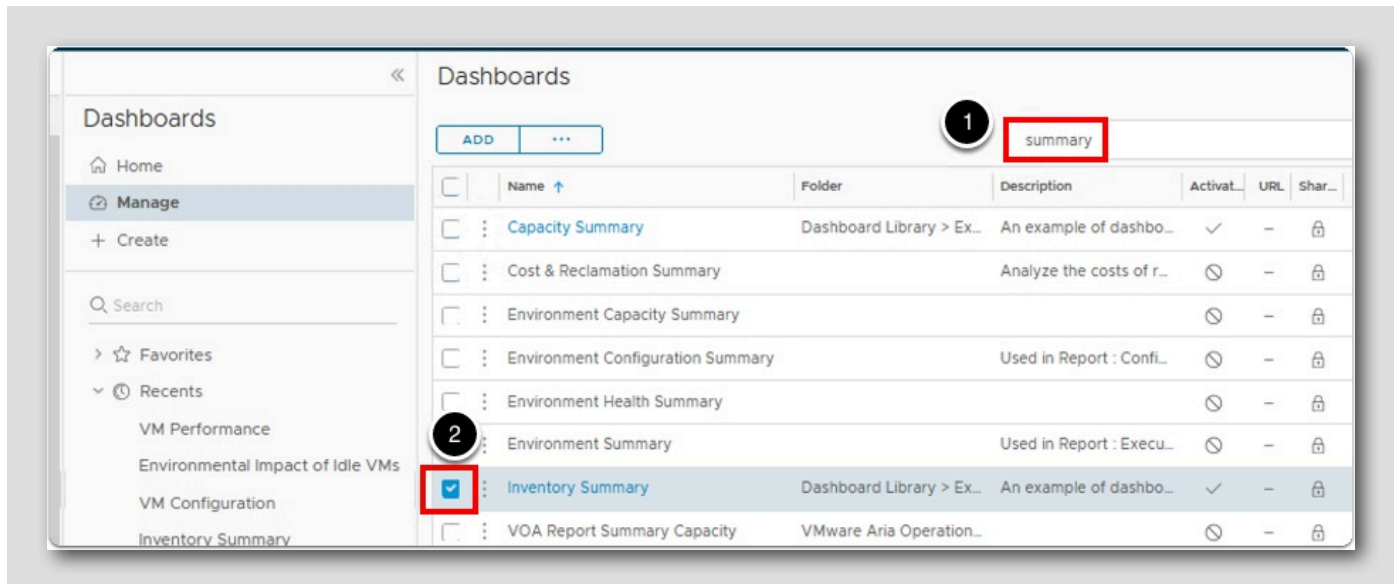 Dashboards
Home
Manage
+ Create
Search
Favorites
Recents
VM Performance
Environmental Impact of Idle VMs
VM Configuration
Inventory Summary
Dashboards
ADD ...
1 summary
Name ↑ Folder Description Activat... URL Shar...
Capacity Summary Dashboard Library > Ex... An example of dashbo... –
Cost & Reclamation Summary Analyze the costs of r... –
Environment Capacity Summary –
Environment Configuration Summary Used in Report : Confi... –
Environment Health Summary –
2
Environment Summary Used in Report : Execu... –
Inventory Summary Dashboard Library > Ex... An example of dashbo... –
VOA Report Summary Capacity VMware Aria Operation... –